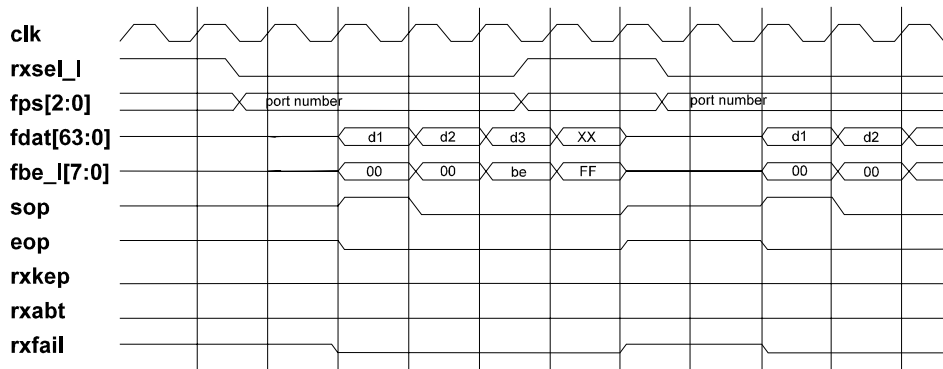 clk
rxsel_l
fps[2:0] port number port number
fdat[63:0] d1 d2 d3 XX d1 d2
fbe_l[7:0] 00 00 be FF 00 00
sop
eop
rxkep
rxabt
rxfail